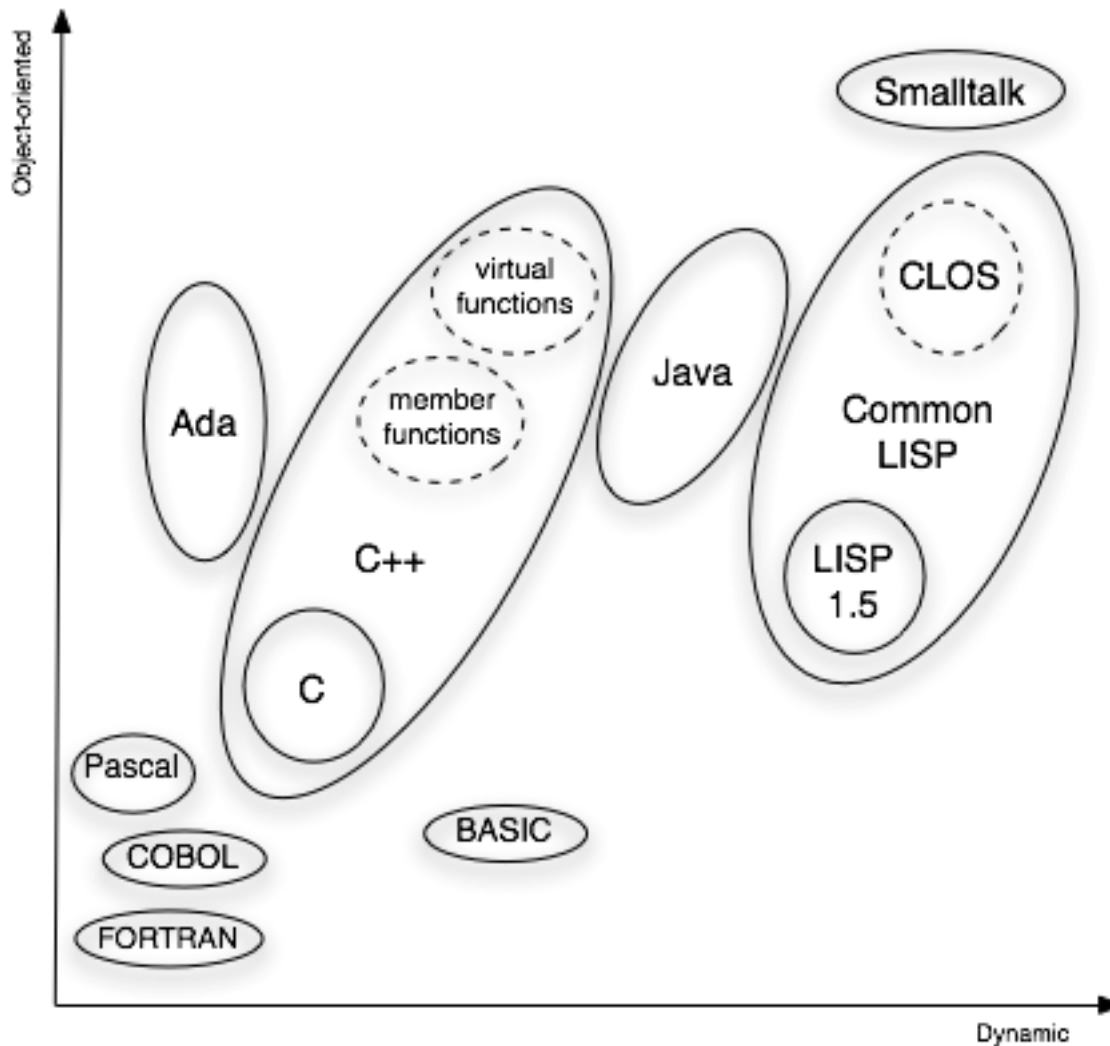 Object-oriented
Smalltalk
virtual
functions
CLOS
Java
member
functions
Ada
Common
LISP
C++
LISP
1.5
C
Pascal
BASIC
COBOL
FORTRAN
Dynamic